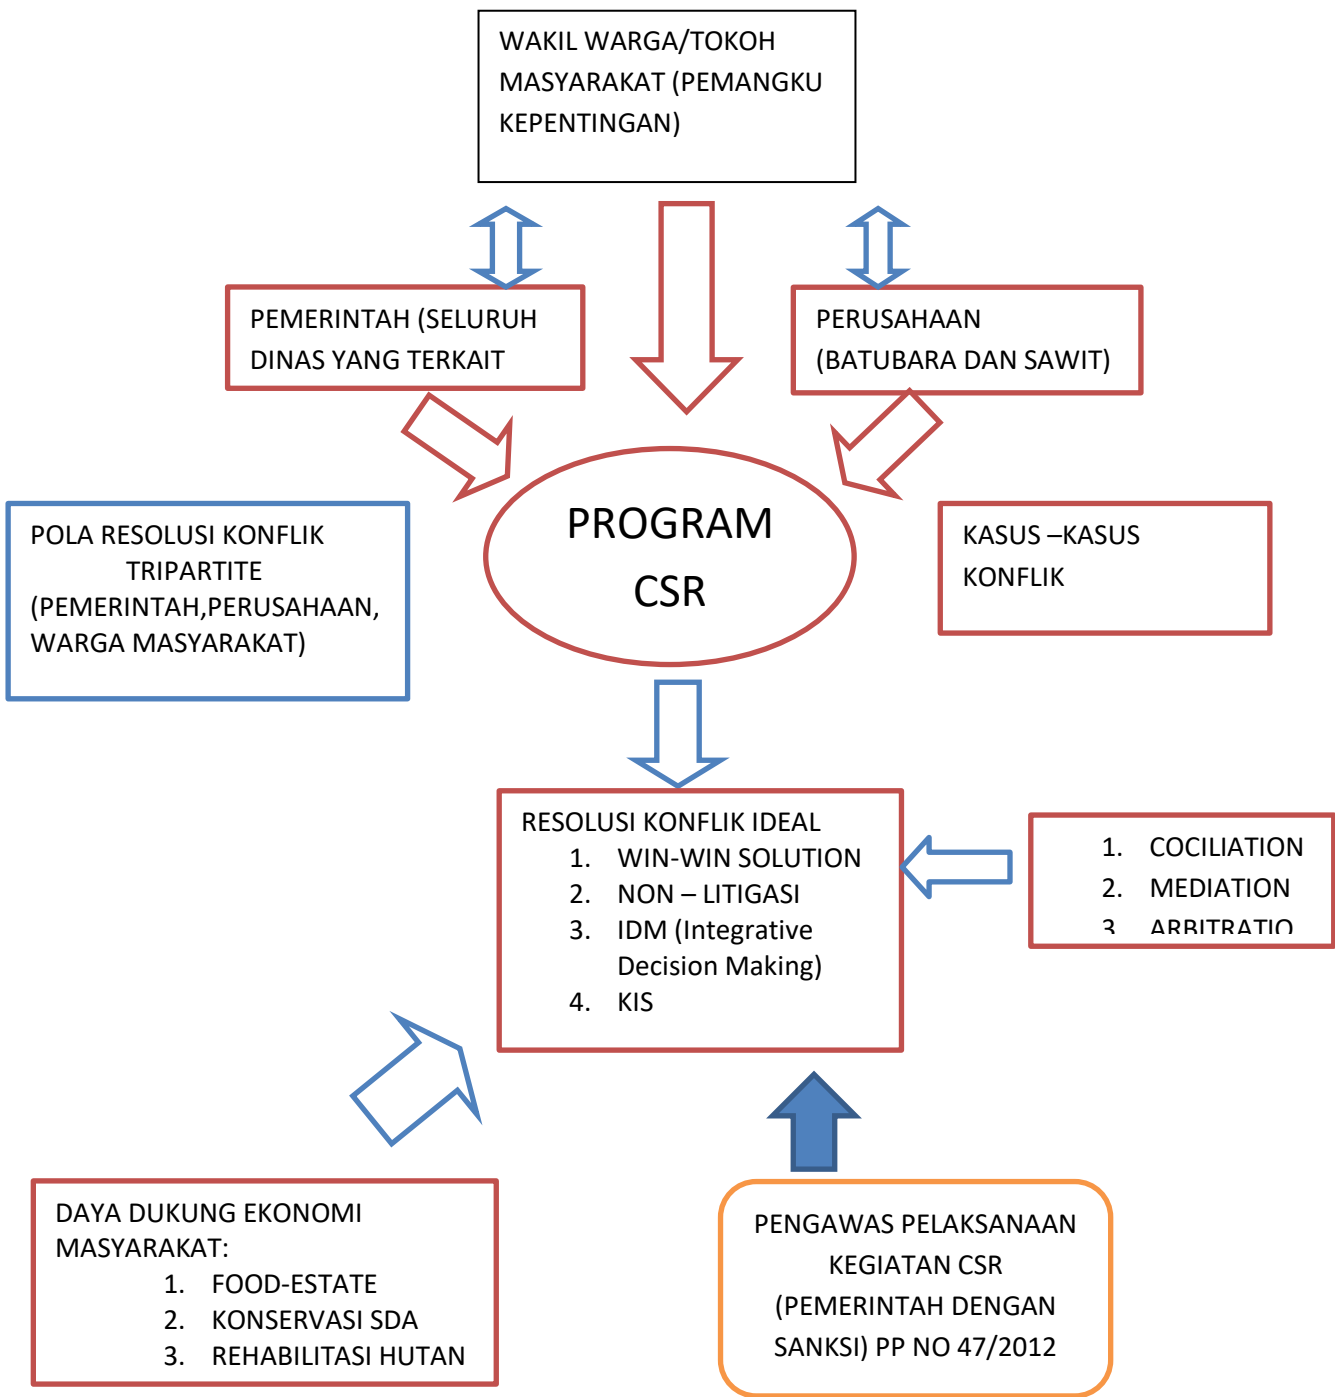 WAKIL WARGA/TOKOH
MASYARAKAT (PEMANGKU
KEPENTINGAN)
PEMERINTAH (SELURUH
DINAS YANG TERKAIT
PERUSAHAAN
(BATUBARA DAN SAWIT)
POLA RESOLUSI KONFLIK
TRIPARTITE
(PEMERINTAH,PERUSAHAAN,
WARGA MASYARAKAT)
PROGRAM
CSR
KASUS –KASUS
KONFLIK
RESOLUSI KONFLIK IDEAL
1. WIN-WIN SOLUTION
2. NON – LITIGASI
3. IDM (Integrative
Decision Making)
4. KIS
1. COCILIATION
2. MEDIATION
3. ARBITRATIO
DAYA DUKUNG EKONOMI
MASYARAKAT:
1. FOOD-ESTATE
2. KONSERVASI SDA
3. REHABILITASI HUTAN
PENGAWAS PELAKSANAAN
KEGIATAN CSR
(PEMERINTAH DENGAN
SANKSI) PP NO 47/2012